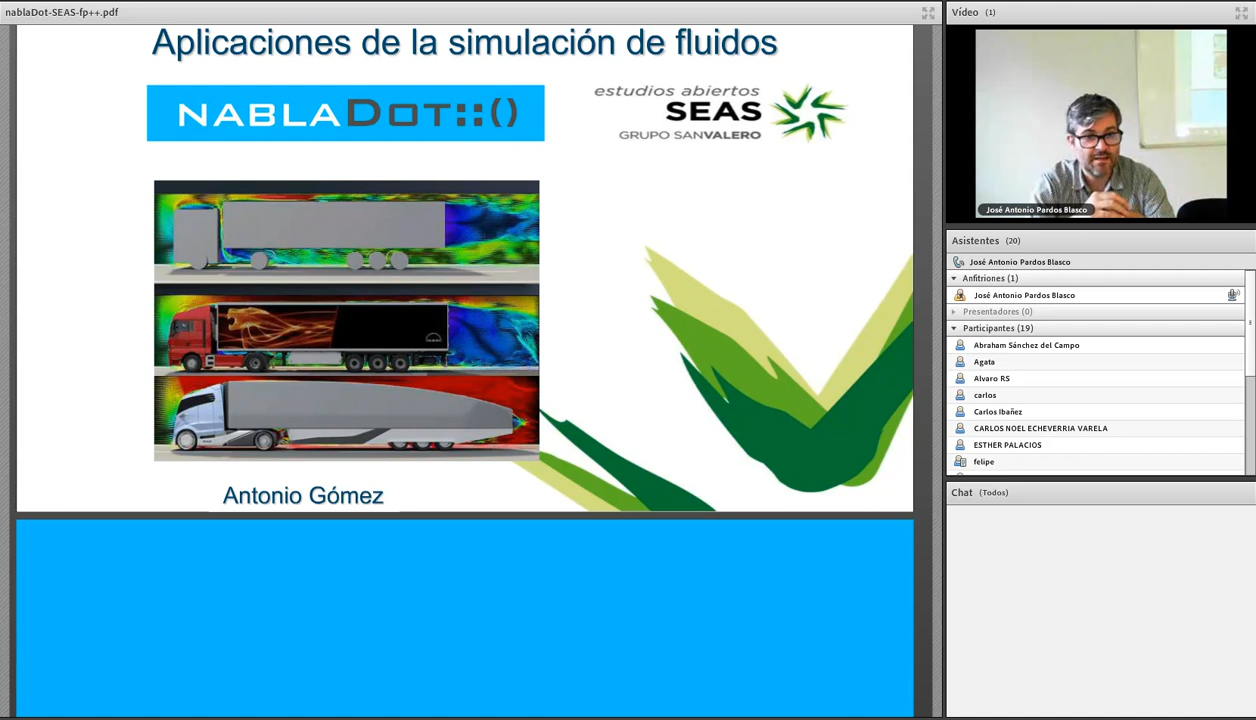 nablaDot-SEAS-fp++.pdf
Aplicaciones de la simulación de fluidos
NABLADOT::()
estudios abiertos
SEAS
GRUPO SANVALERO
Antonio Gómez
Vídeo (1)
José Antonio Pardos Blasco
Asistentes (20)
José Antonio Pardos Blasco
Anfitriones (1)
José Antonio Pardos Blasco
Presentadores (0)
Participantes (19)
Abraham Sánchez del Campo
Agata
Alvaro RS
carlos
Carlos Ibañez
CARLOS NOEL ECHEVERRIA VARELA
ESTHER PALACIOS
felipe
Chat (Todos)